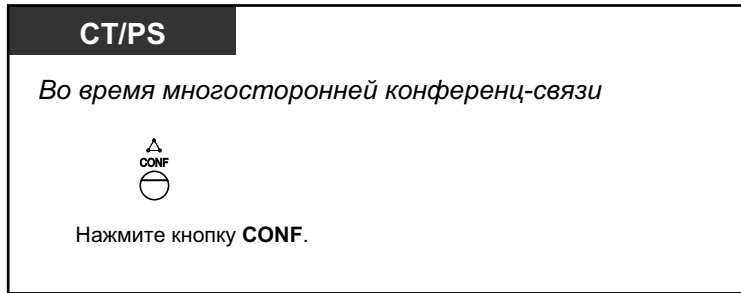 CT/PS
Во время многосторонней конференц-связи
CONF
Нажмите кнопку CONF.